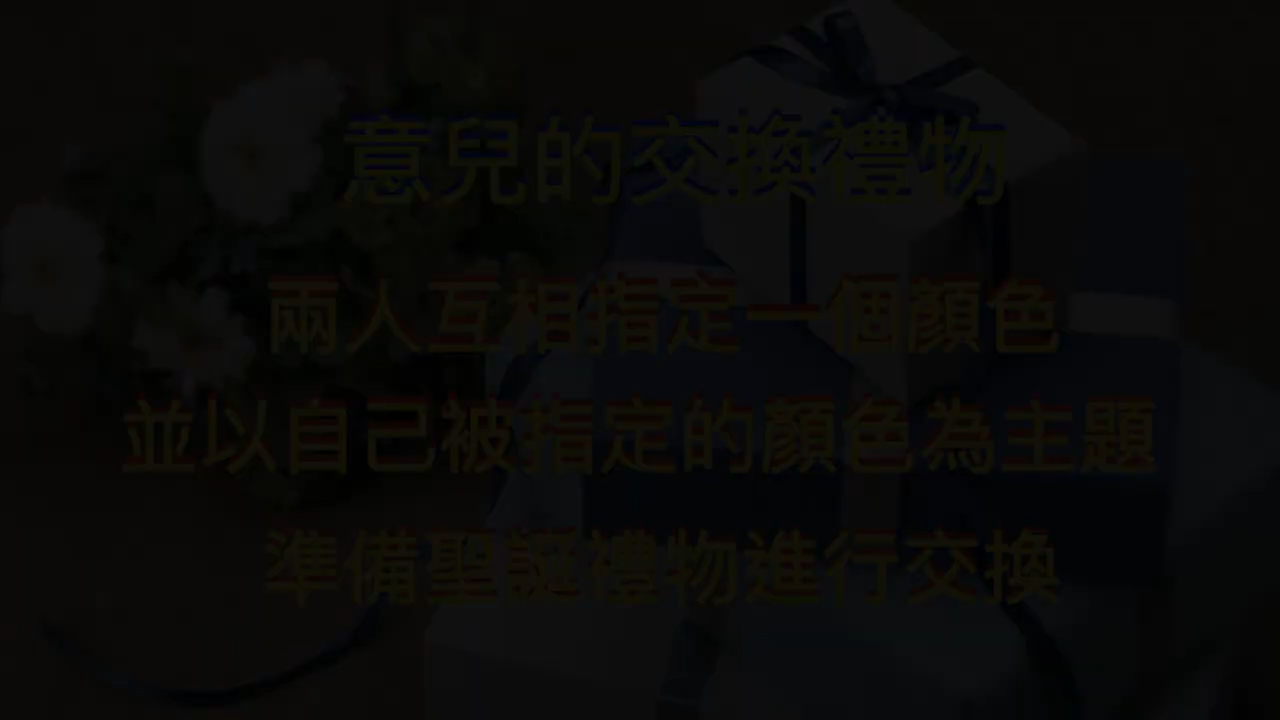 意兒的交換禮物
兩人互相指定一個顏色
並以自己被指定的顏色為主題
準備聖誕禮物進行交換